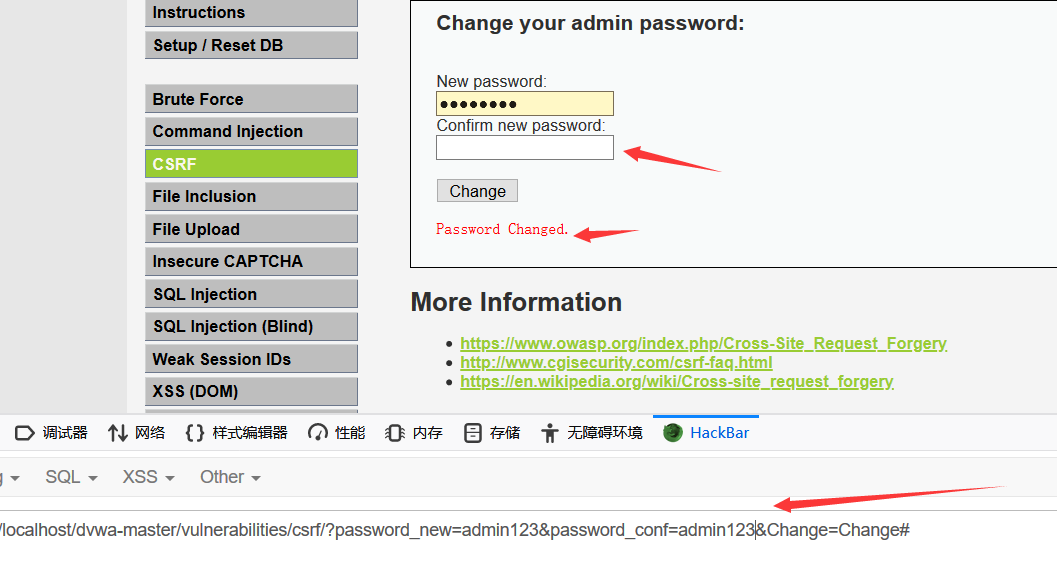 Instructions
Setup / Reset DB
Brute Force
Command Injection
CSRF
File Inclusion
File Upload
Insecure CAPTCHA
SQL Injection
SQL Injection (Blind)
Weak Session IDs
XSS (DOM)
Change your admin password:
New password:
●●●●●●●●
Confirm new password:
Change
Password Changed.
More Information
https://www.owasp.org/index.php/Cross-Site_Request_Forgery
http://www.cgisecurity.com/csrf-faq.html
https://en.wikipedia.org/wiki/Cross-site_request_forgery
调试器 网络 {} 样式编辑器 性能 内存 存储 无障碍环境 HackBar
g SQL XSS Other
/localhost/dvwa-master/vulnerabilities/csrf/?password_new=admin123&password_conf=admin123&Change=Change#